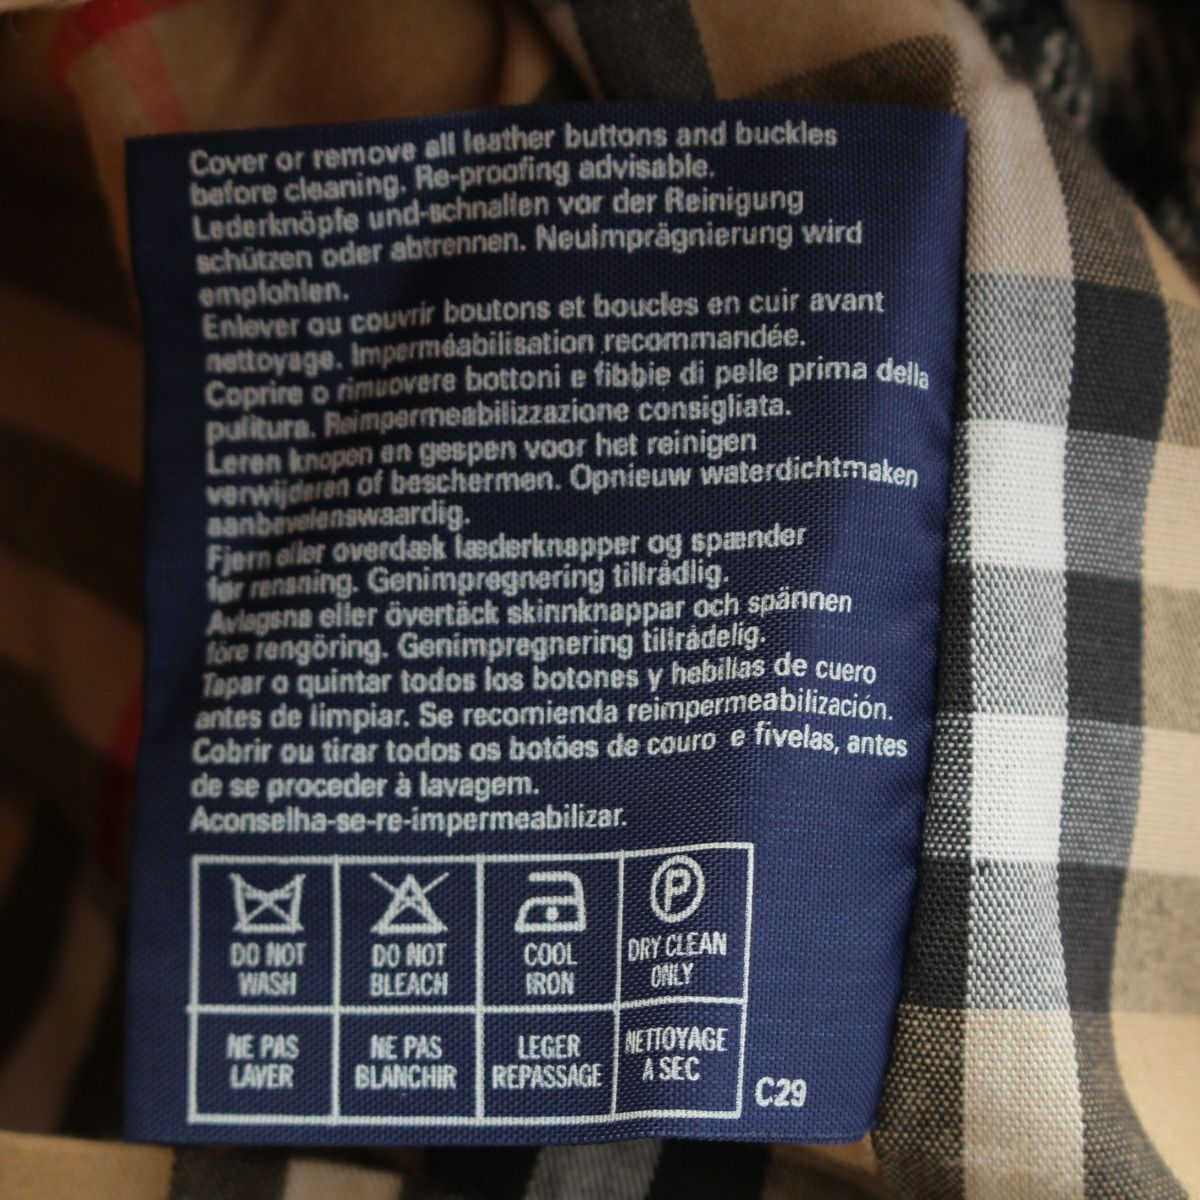 Cover or remove all leather buttons and buckles
before cleaning. Re-proofing advisable.
Lederknöpfe und-schnallen vor der Reinigung
schützen oder abtrennen. Neuimprägnierung wird
empfohlen.
Enlever ou couvrir boutons et boucles en cuir avant
nettoyage. Imperméabilisation recommandée.
Coprire o rimuovere bottoni e fibbie di pelle prima della
pulitura. Reimpermeabilizzazione consigliata.
Leren knopen en gespen voor het reinigen
verwijderen of beschermen. Opnieuw waterdichtmaken
aanbevelenswaardig.
Fjern eller overdæk læderknapper og spænder
før rensning. Genimpregnering tillrådlig.
Avlagsna eller övertäck skinnknappar och spännen
före rengöring. Genimpregnering tillrådelig.
Tapar o quintar todos los botones y hebillas de cuero
antes de limpiar. Se recomienda reimpermeabilización.
Cobrir ou tirar todos os botões de couro e fivelas, antes
de se proceder à lavagem.
Aconselha-se-re-impermeabilizar.
P
DO NOT WASH
DO NOT BLEACH
COOL IRON
DRY CLEAN ONLY
NE PAS LAVER
NE PAS BLANCHIR
LEGER REPASSAGE
NETTOYAGE A SEC
C29